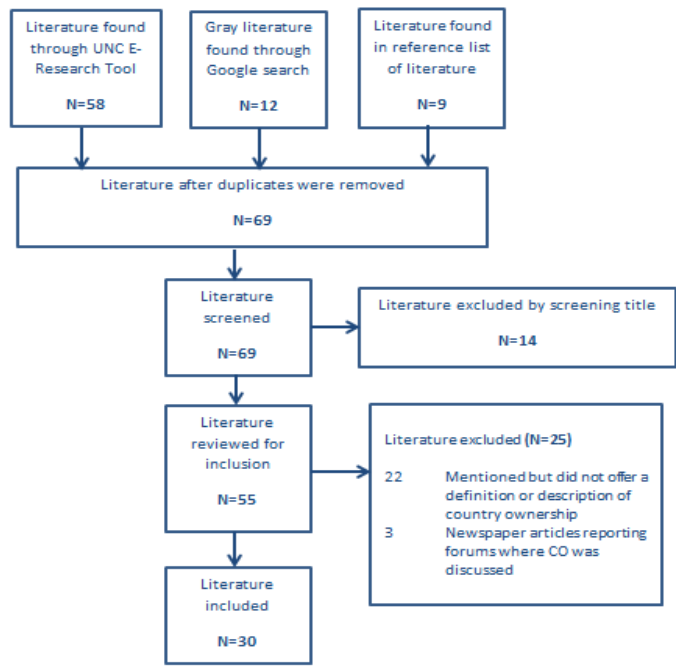 Literature found
through UNC E-
Research Tool
N=58
Gray literature
found through
Google search
N=12
Literature found
in reference list
of literature
N=9
Literature after duplicates were removed
N=69
Literature
screened
N=69
Literature excluded by screening title
N=14
Literature
reviewed for
inclusion
N=55
Literature excluded (N=25)
22 Mentioned but did not offer a
definition or description of
country ownership
3 Newspaper articles reporting
forums where CO was
discussed
Literature
included
N=30